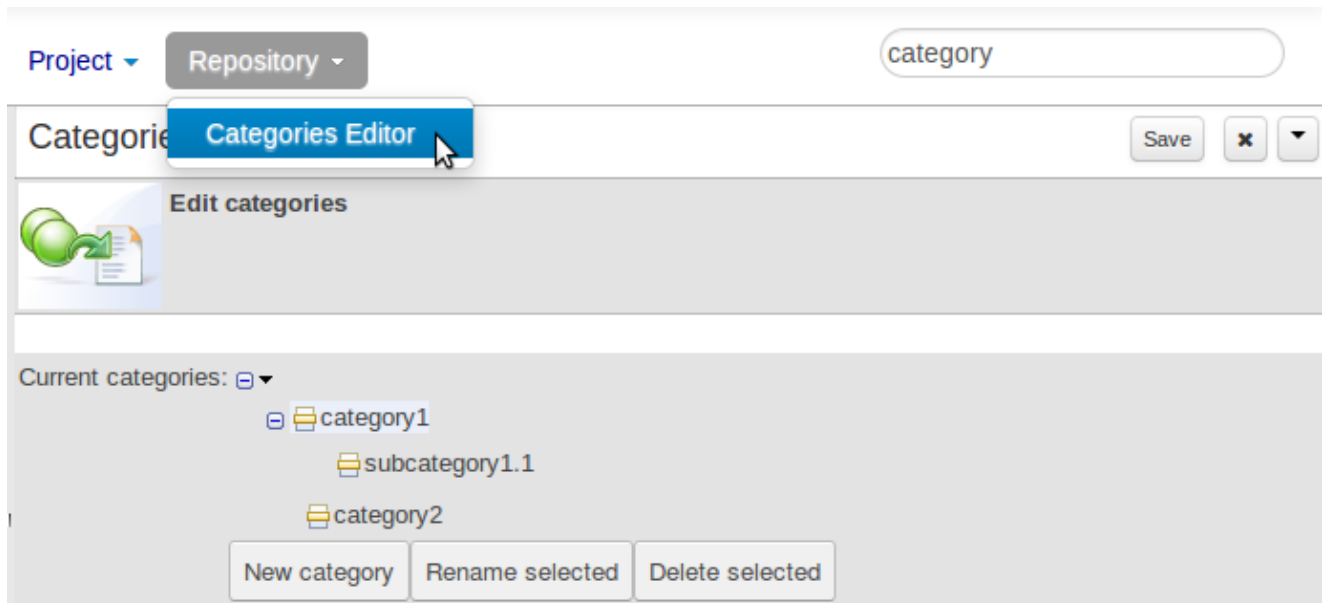 Project Repository category
Categorie Categories Editor Save
Edit categories
Current categories:
category1
subcategory1.1
category2
New category Rename selected Delete selected